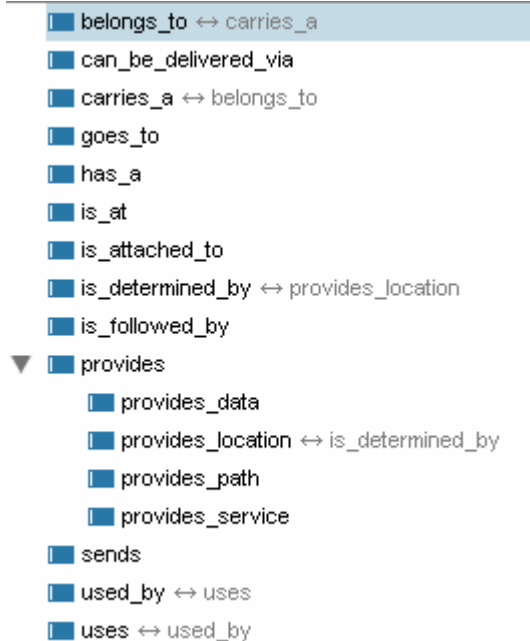 belongs_to ↔ carries_a
can_be_delivered_via
carries_a ↔ belongs_to
goes_to
has_a
is_at
is_attached_to
is_determined_by ↔ provides_location
is_followed_by
provides
provides_data
provides_location ↔ is_determined_by
provides_path
provides_service
sends
used_by ↔ uses
uses ↔ used_by